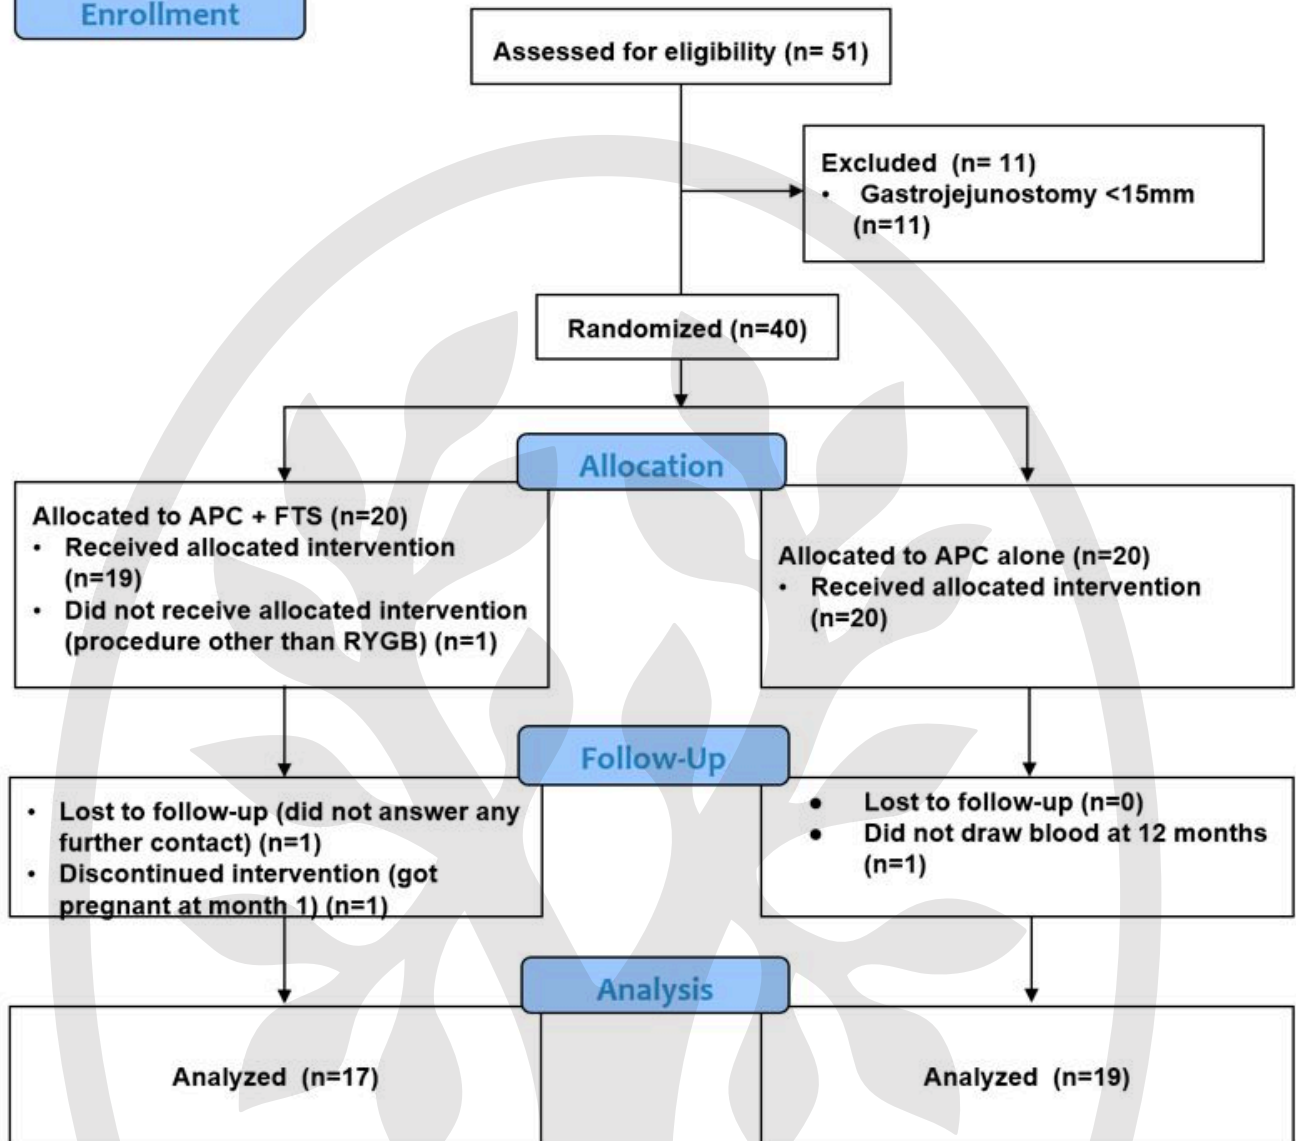 Enrollment
Assessed for eligibility (n= 51)
Excluded  (n= 11)
•   Gastrojejunostomy <15mm
(n=11)
Randomized (n=40)
Allocation
Allocated to APC + FTS (n=20)
•   Received allocated intervention
(n=19)
•   Did not receive allocated intervention
(procedure other than RYGB) (n=1)
Allocated to APC alone (n=20)
•   Received allocated intervention
(n=20)
Follow-Up
•   Lost to follow-up (did not answer any
further contact) (n=1)
•   Discontinued intervention (got
pregnant at month 1) (n=1)
●   Lost to follow-up (n=0)
●   Did not draw blood at 12 months
(n=1)
Analysis
Analyzed  (n=17)
Analyzed  (n=19)